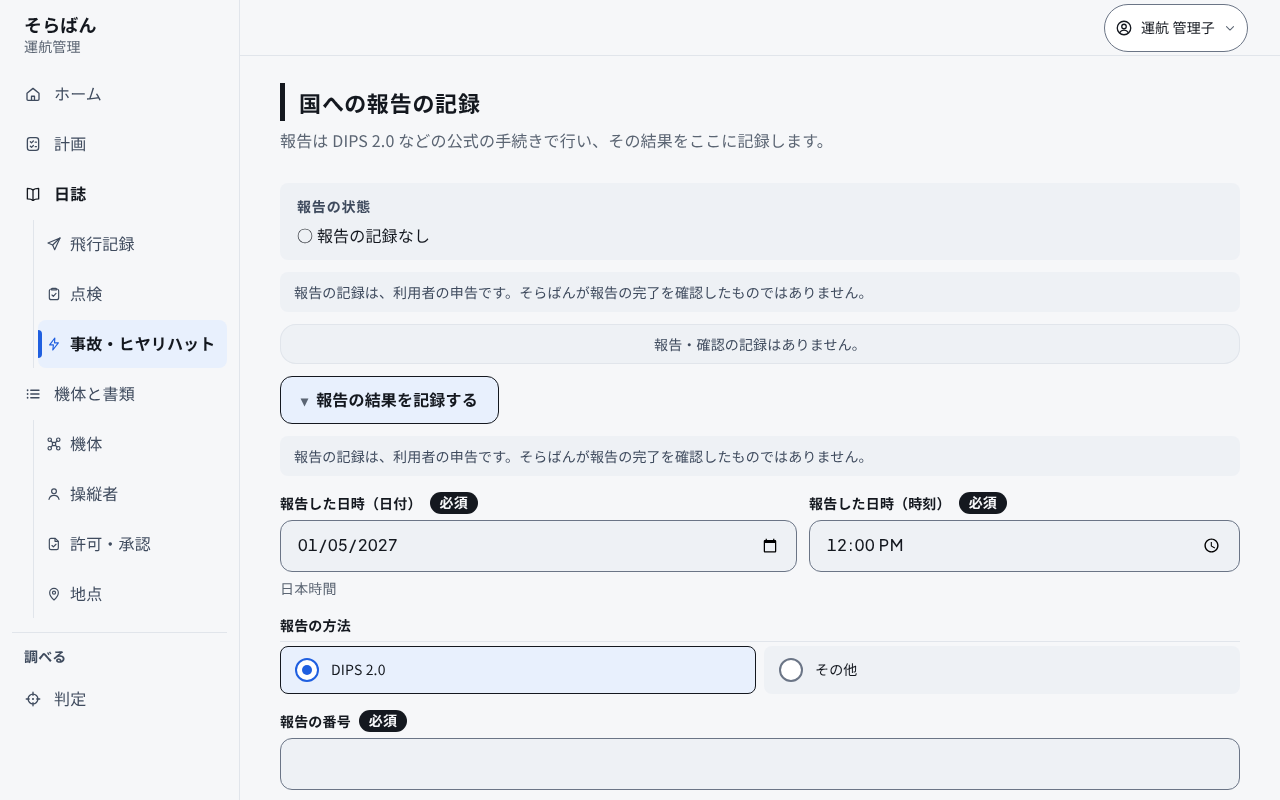 そらばん
運航管理
運航 管理子
ホーム
計画
日誌
飛行記録
点検
事故・ヒヤリハット
機体と書類
機体
操縦者
許可・承認
地点
調べる
判定
国への報告の記録
報告は DIPS 2.0 などの公式の手続きで行い、その結果をここに記録します。
報告の状態
〇 報告の記録なし
報告の記録は、利用者の申告です。そらばんが報告の完了を確認したものではありません。
報告・確認の記録はありません。
▾ 報告の結果を記録する
報告の記録は、利用者の申告です。そらばんが報告の完了を確認したものではありません。
報告した日時（日付） 必須
報告した日時（時刻） 必須
01/05/2027
12:00 PM
日本時間
報告の方法
DIPS 2.0
その他
報告の番号 必須